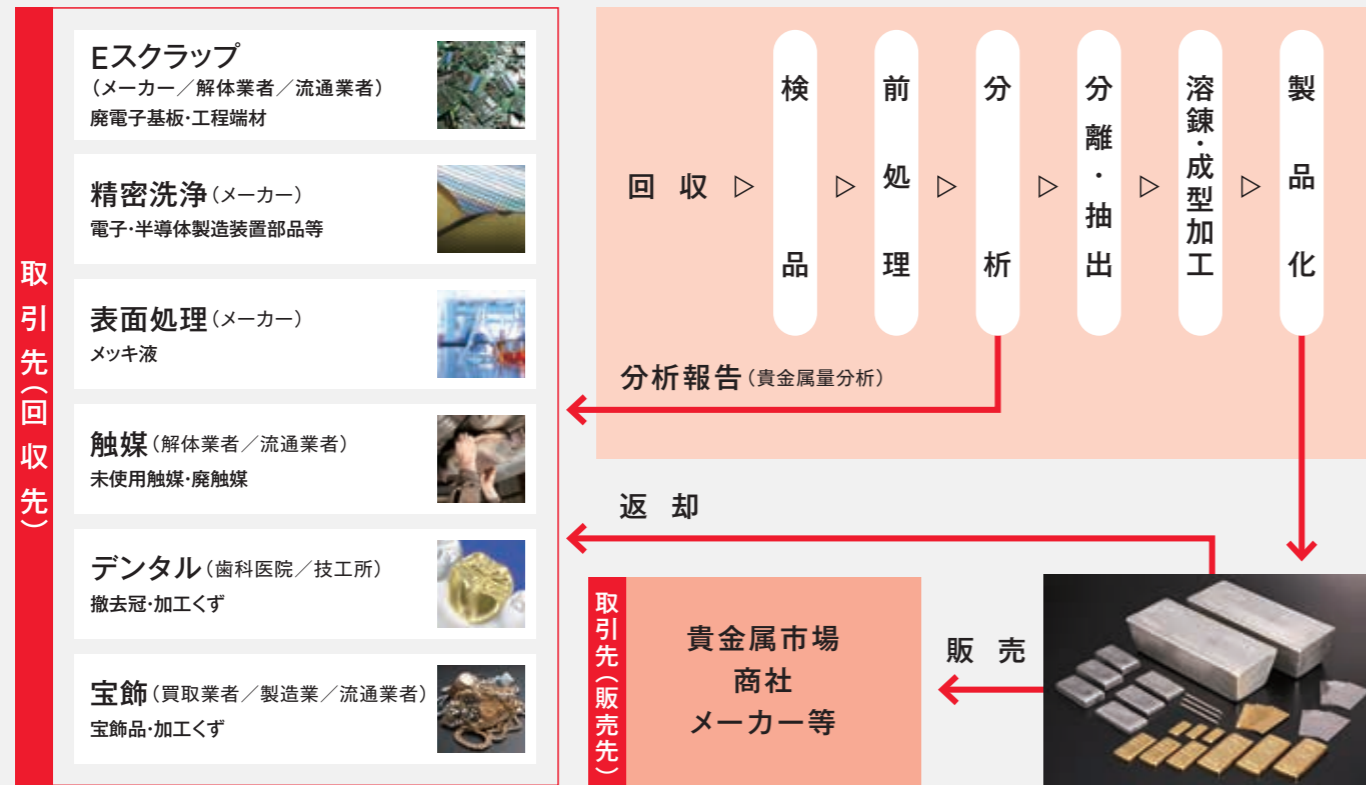 取引先（回収先）
Eスクラップ
（メーカー／解体業者／流通業者）
廃電子基板・工程端材
精密洗浄（メーカー）
電子・半導体製造装置部品等
表面処理（メーカー）
メッキ液
触媒（解体業者／流通業者）
未使用触媒・廃触媒
デンタル（歯科医院／技工所）
撤去冠・加工くず
宝飾（買取業者／製造業／流通業者）
宝飾品・加工くず
回収 ▷ 検品 ▷ 前処理 ▷ 分析 ▷ 分離・抽出 ▷ 溶錬・成型加工 ▷ 製品化
分析報告（貴金属量分析）
返却
取引先（販売先）
貴金属市場
商社
メーカー等
販売